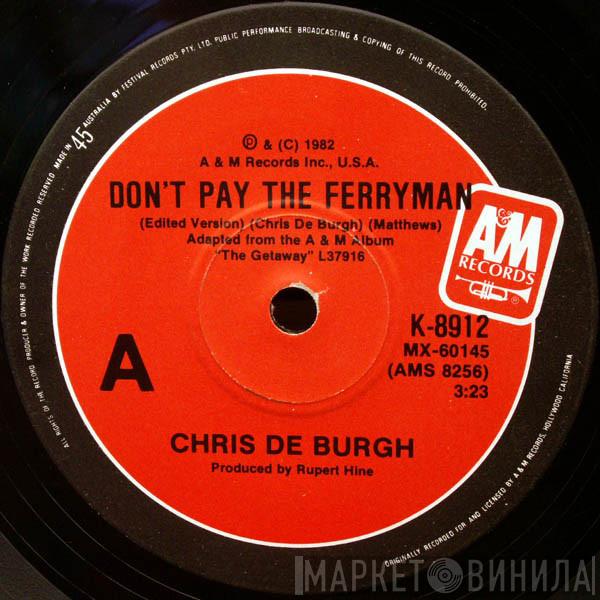 ALL RIGHTS OF THE RECORD PRODUCER & OWNER OF THE WORK RECORDED RESERVED. MADE IN AUSTRALIA BY FESTIVAL RECORDS PTY. LTD. PUBLIC PERFORMANCE BROADCASTING & COPYING OF THIS RECORD PROHIBITED.
45
℗ & (C) 1982
A & M Records Inc., U.S.A.
DON'T PAY THE FERRYMAN
(Edited Version) (Chris De Burgh) (Matthews)
Adapted from the A & M Album
"The Getaway" L37916
A&M
RECORDS
®
K-8912
MX-60145
(AMS 8256)
3:23
A
CHRIS DE BURGH
Produced by Rupert Hine
ORIGINALLY RECORDED FOR AND LICENSED BY A & M RECORDS, HOLLYWOOD CALIFORNIA
МАРКЕТ ВИНИЛА